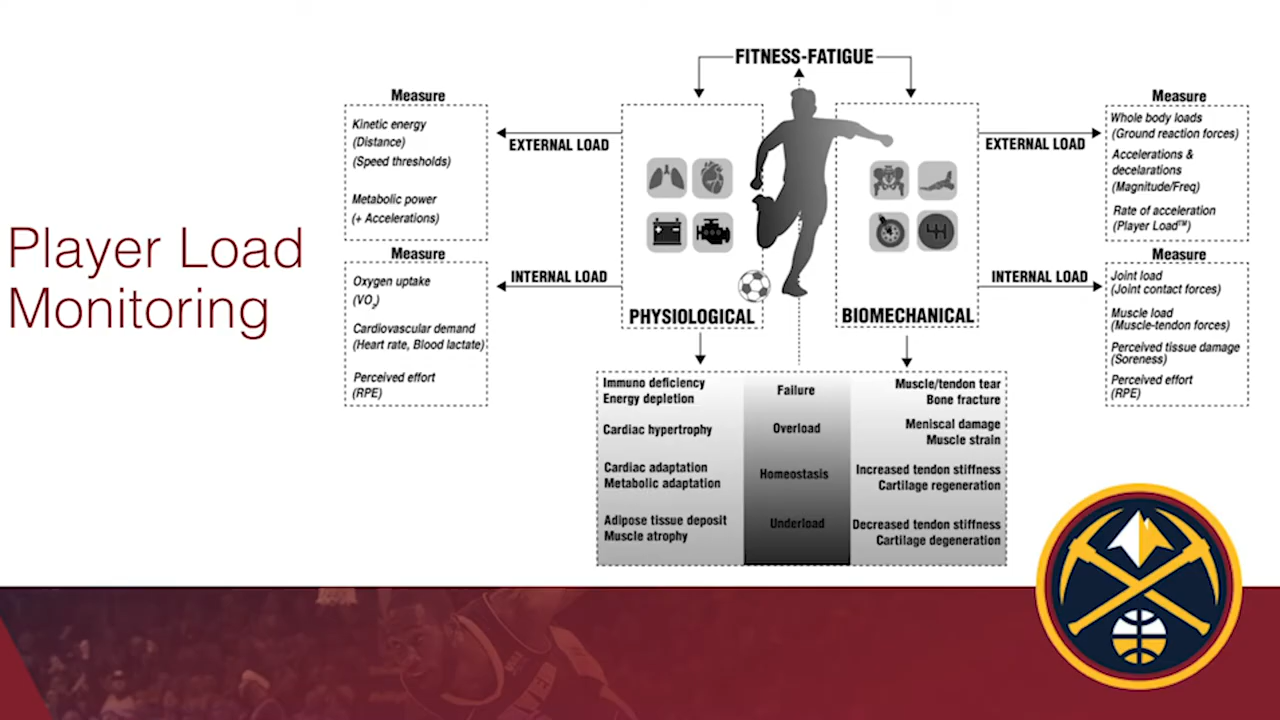 Player Load
Monitoring
FITNESS-FATIGUE
Measure
Kinetic energy
(Distance)
(Speed thresholds)
Metabolic power
(+ Accelerations)
EXTERNAL LOAD
Measure
Oxygen uptake
(VO₂)
Cardiovascular demand
(Heart rate, Blood lactate)
Perceived effort
(RPE)
INTERNAL LOAD
PHYSIOLOGICAL
BIOMECHANICAL
EXTERNAL LOAD
Measure
Whole body loads
(Ground reaction forces)
Accelerations &
decelarations
(Magnitude/Freq)
Rate of acceleration
(Player Load™)
INTERNAL LOAD
Measure
Joint load
(Joint contact forces)
Muscle load
(Muscle-tendon forces)
Perceived tissue damage
(Soreness)
Perceived effort
(RPE)
Immuno deficiency
Energy depletion
Failure
Muscle/tendon tear
Bone fracture
Cardiac hypertrophy
Overload
Meniscal damage
Muscle strain
Cardiac adaptation
Metabolic adaptation
Homeostasis
Increased tendon stiffness
Cartilage regeneration
Adipose tissue deposit
Muscle atrophy
Underload
Decreased tendon stiffness
Cartilage degeneration